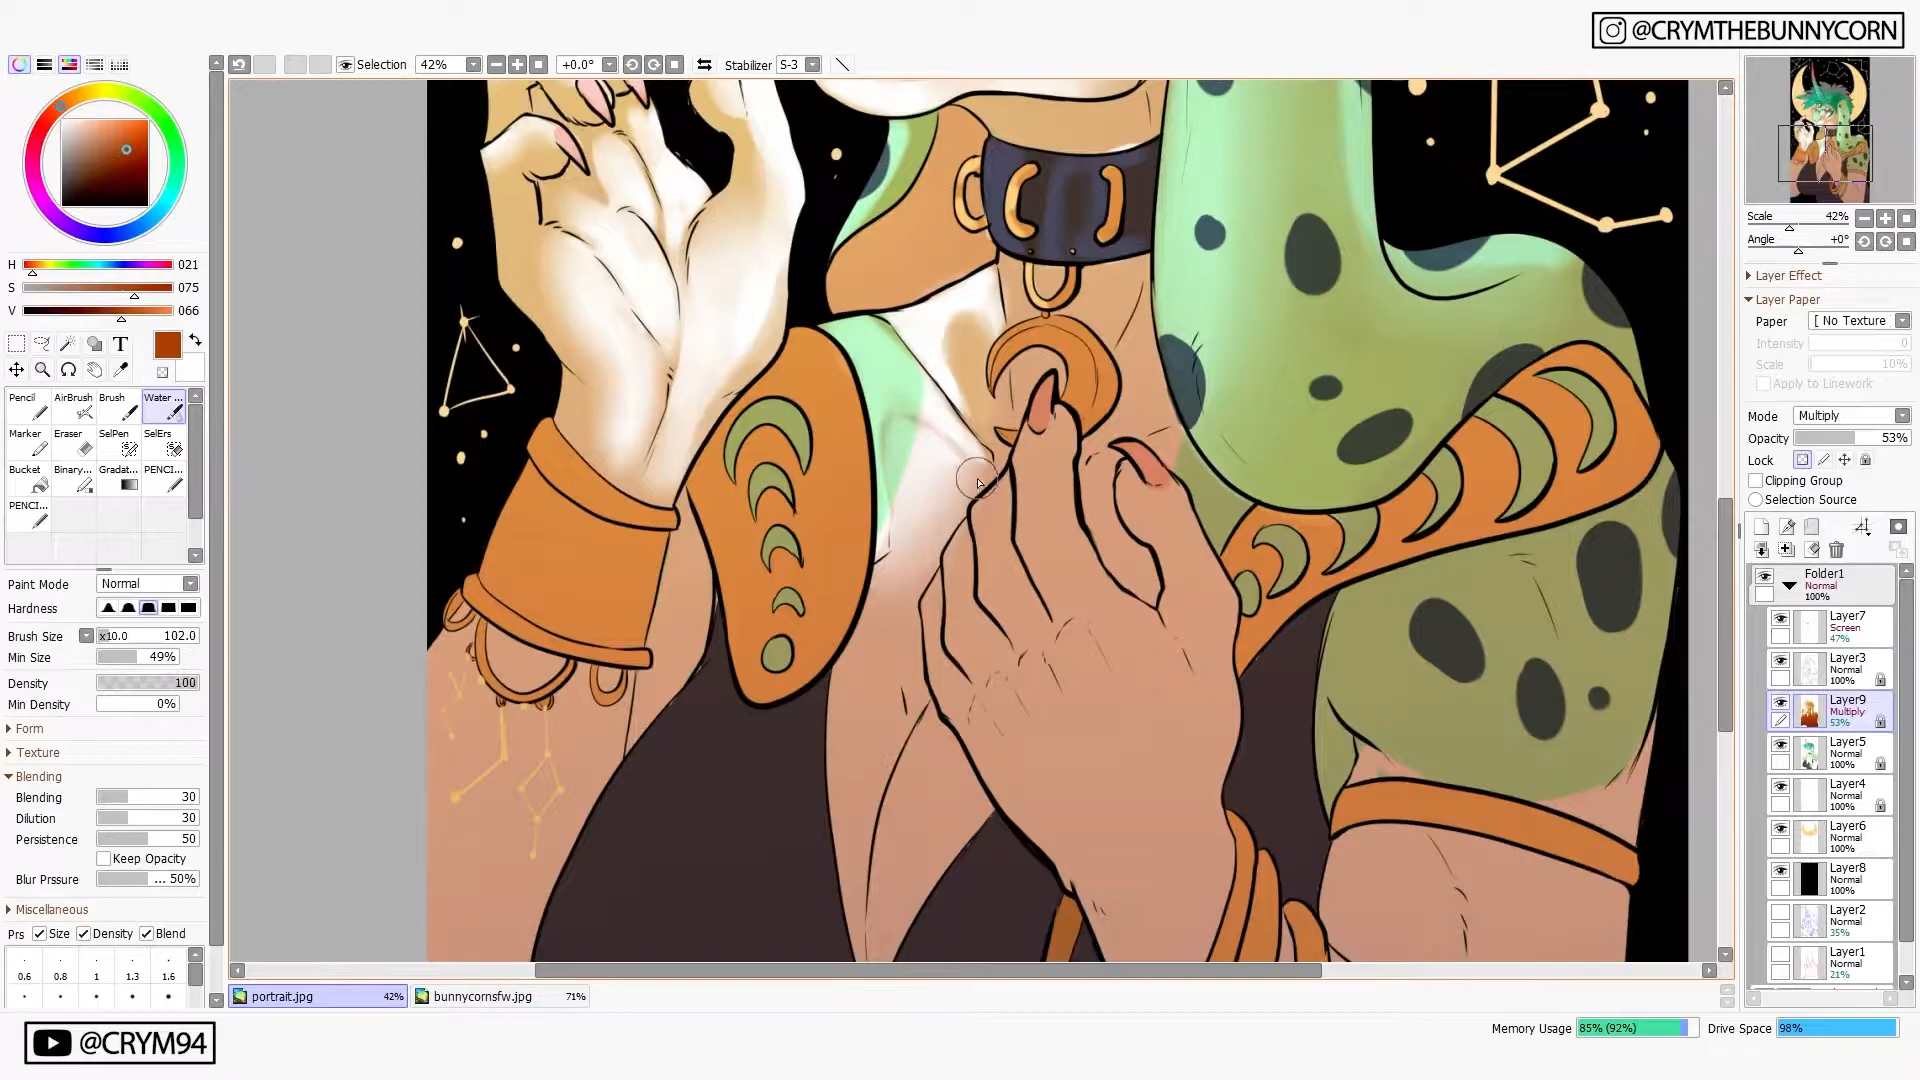 @CRYMTHEBUNNYCORN
Selection
42%
+0.0°
Stabilizer S-3
H 021
S 075
V 066
T
Pencil
AirBrush
Brush
Water ...
Marker
Eraser
SelPen
SelErs
Bucket
Binary...
Gradat...
PENCI...
PENCI...
Paint Mode Normal
Hardness
Brush Size x10.0 102.0
Min Size 49%
Density 100
Min Density 0%
Form
Texture
Blending
Blending 30
Dilution 30
Persistence 50
Keep Opacity
Blur Prssure ... 50%
Miscellaneous
Prs Size Density Blend
0.6 0.8 1 1.3 1.6
portrait.jpg 42%
bunnycornsfw.jpg 71%
Scale 42%
Angle +0°
Layer Effect
Layer Paper
Paper [ No Texture
Intensity 0
Scale 10%
Apply to Linework
Mode Multiply
Opacity 53%
Lock
Clipping Group
Selection Source
Folder1
Normal
100%
Layer7
Screen
47%
Layer3
Normal
100%
Layer9
Multiply
53%
Layer5
Normal
100%
Layer4
Normal
100%
Layer6
Normal
100%
Layer8
Normal
100%
Layer2
Normal
35%
Layer1
Normal
21%
Memory Usage 85% (92%)
Drive Space 98%
@CRYM94